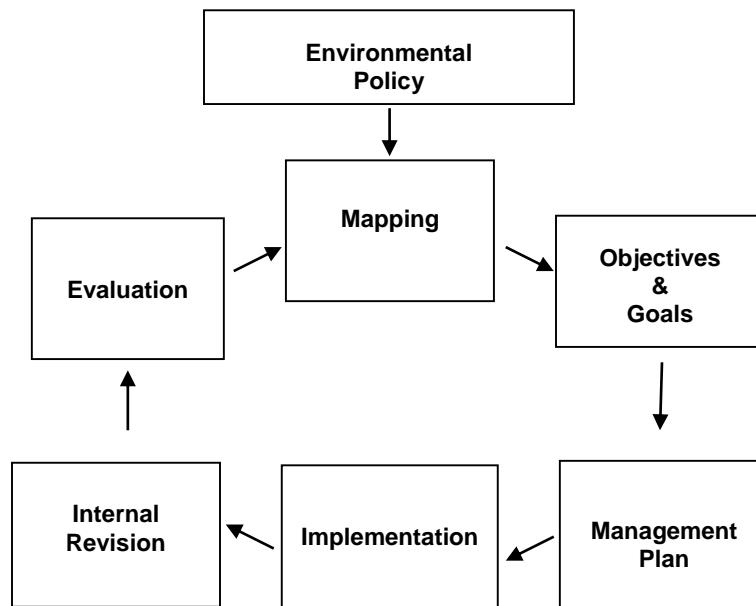 Environmental
Policy
Mapping
Objectives
&
Goals
Evaluation
Internal
Revision
Implementation
Management
Plan